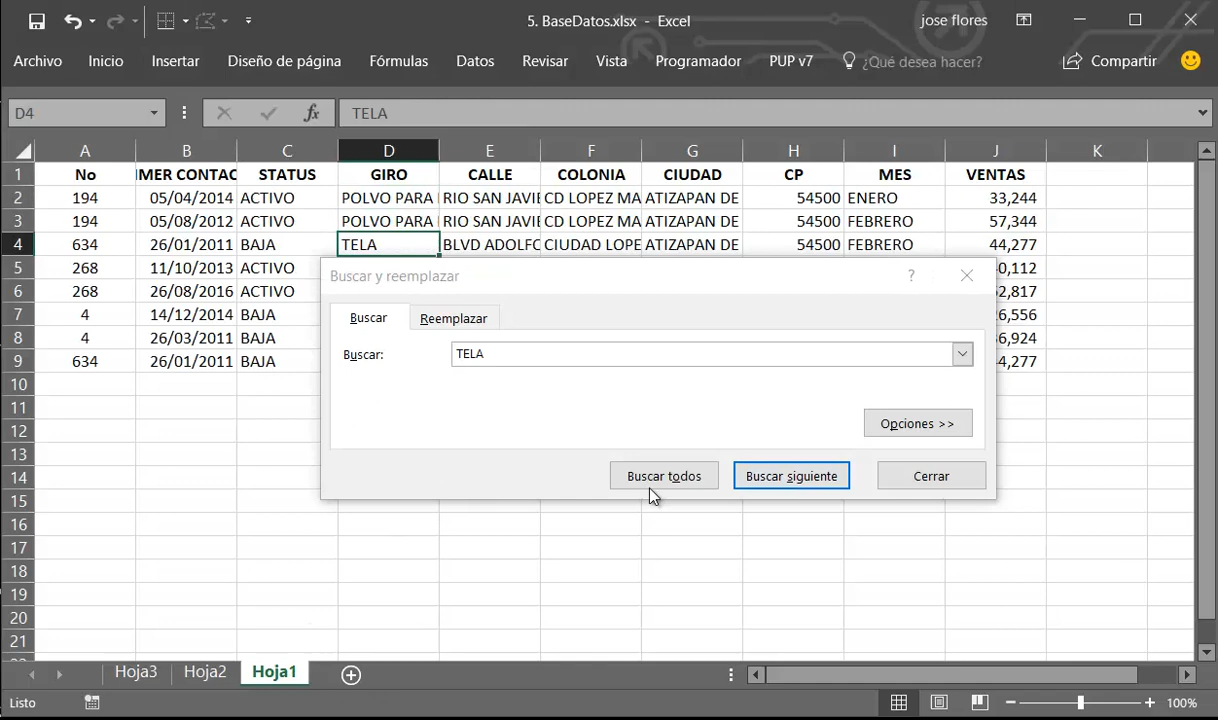 5. BaseDatos.xlsx - Excel
jose flores
Archivo Inicio Insertar Diseño de página Fórmulas Datos Revisar Vista Programador PUP v7 ¿Qué desea hacer? Compartir
D4 fx TELA
A B C D E F G H I J K
1 No IMER CONTAC STATUS GIRO CALLE COLONIA CIUDAD CP MES VENTAS
2 194 05/04/2014 ACTIVO POLVO PARA RIO SAN JAVIE CD LOPEZ MA ATIZAPAN DE 54500 ENERO 33,244
3 194 05/08/2012 ACTIVO POLVO PARA RIO SAN JAVIE CD LOPEZ MA ATIZAPAN DE 54500 FEBRERO 57,344
4 634 26/01/2011 BAJA TELA BLVD ADOLFO CIUDAD LOPE ATIZAPAN DE 54500 FEBRERO 44,277
5 268 11/10/2013 ACTIVO 0,112
6 268 26/08/2016 ACTIVO 2,817
7 4 14/12/2014 BAJA 6,556
8 4 26/03/2011 BAJA 6,924
9 634 26/01/2011 BAJA 4,277
10
11
12
13
14
15
16
17
18
19
20
21
Buscar y reemplazar ?
Buscar Reemplazar
Buscar: TELA
Opciones >>
Buscar todos Buscar siguiente Cerrar
Hoja3 Hoja2 Hoja1
Listo 100%